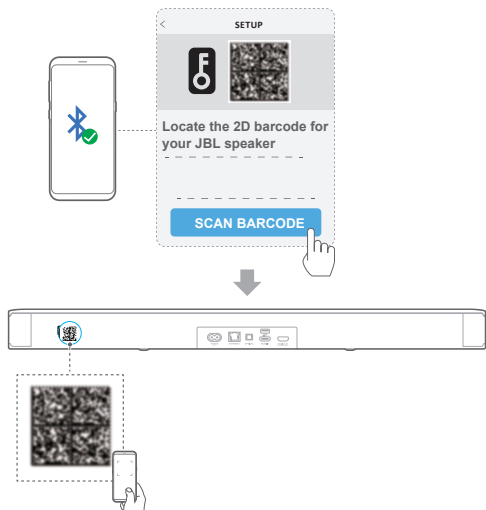 SETUP
Locate the 2D barcode for
your JBL speaker
SCAN BARCODE